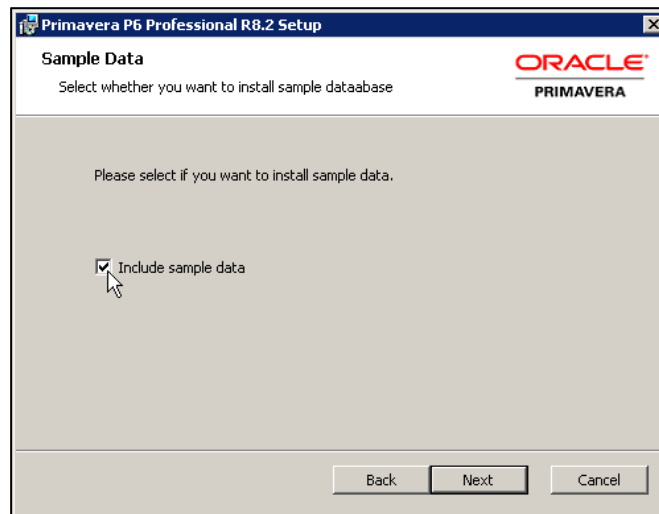 Primavera P6 Professional R8.2 Setup
Sample Data
Select whether you want to install sample dataabase
ORACLE
PRIMAVERA
Please select if you want to install sample data.
Include sample data
Back Next Cancel